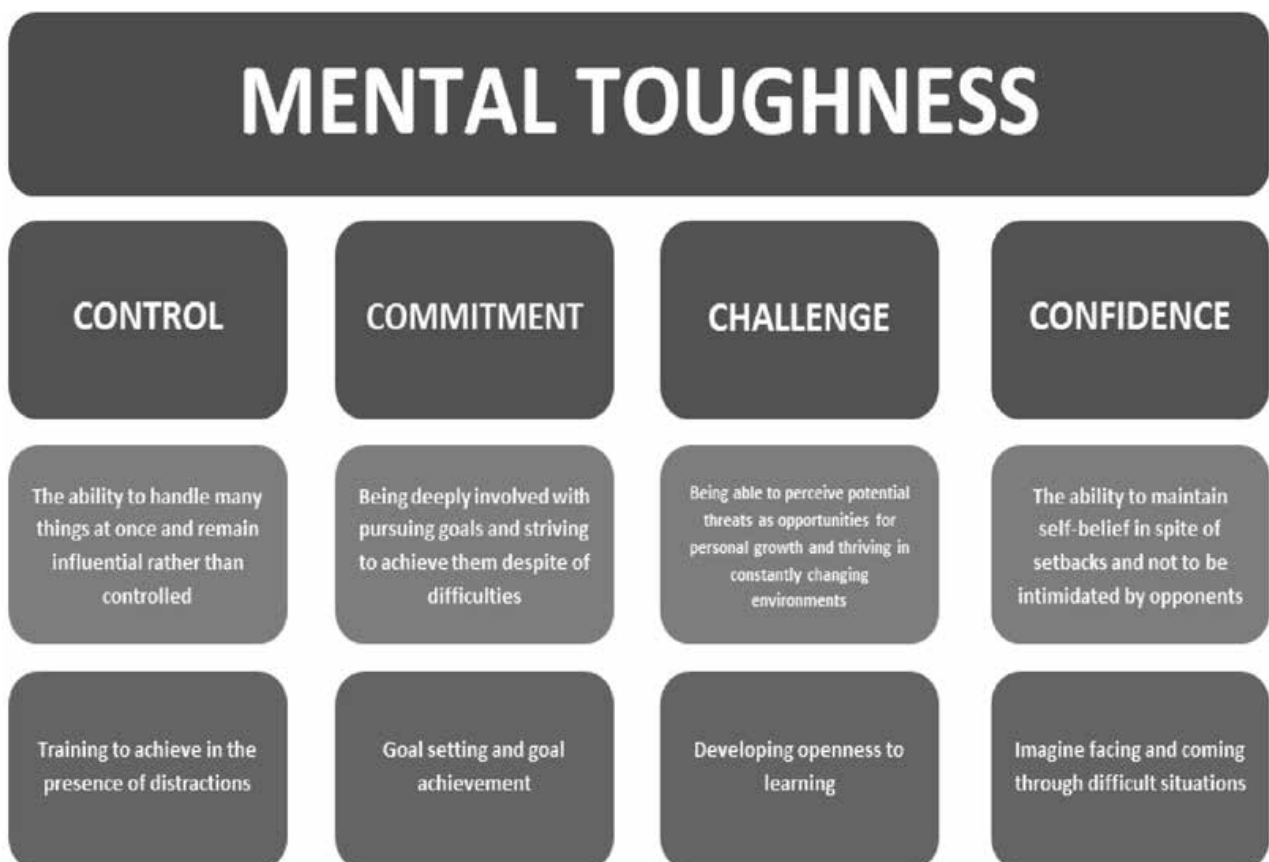 MENTAL TOUGHNESS
CONTROL
COMMITMENT
CHALLENGE
CONFIDENCE
The ability to handle many
things at once and remain
influential rather than
controlled
Being deeply involved with
pursuing goals and striving
to achieve them despite of
difficulties
Being able to perceive potential
threats as opportunities for
personal growth and thriving in
constantly changing
environments
The ability to maintain
self-belief in spite of
setbacks and not to be
intimidated by opponents
Training to achieve in the
presence of distractions
Goal setting and goal
achievement
Developing openness to
learning
Imagine facing and coming
through difficult situations